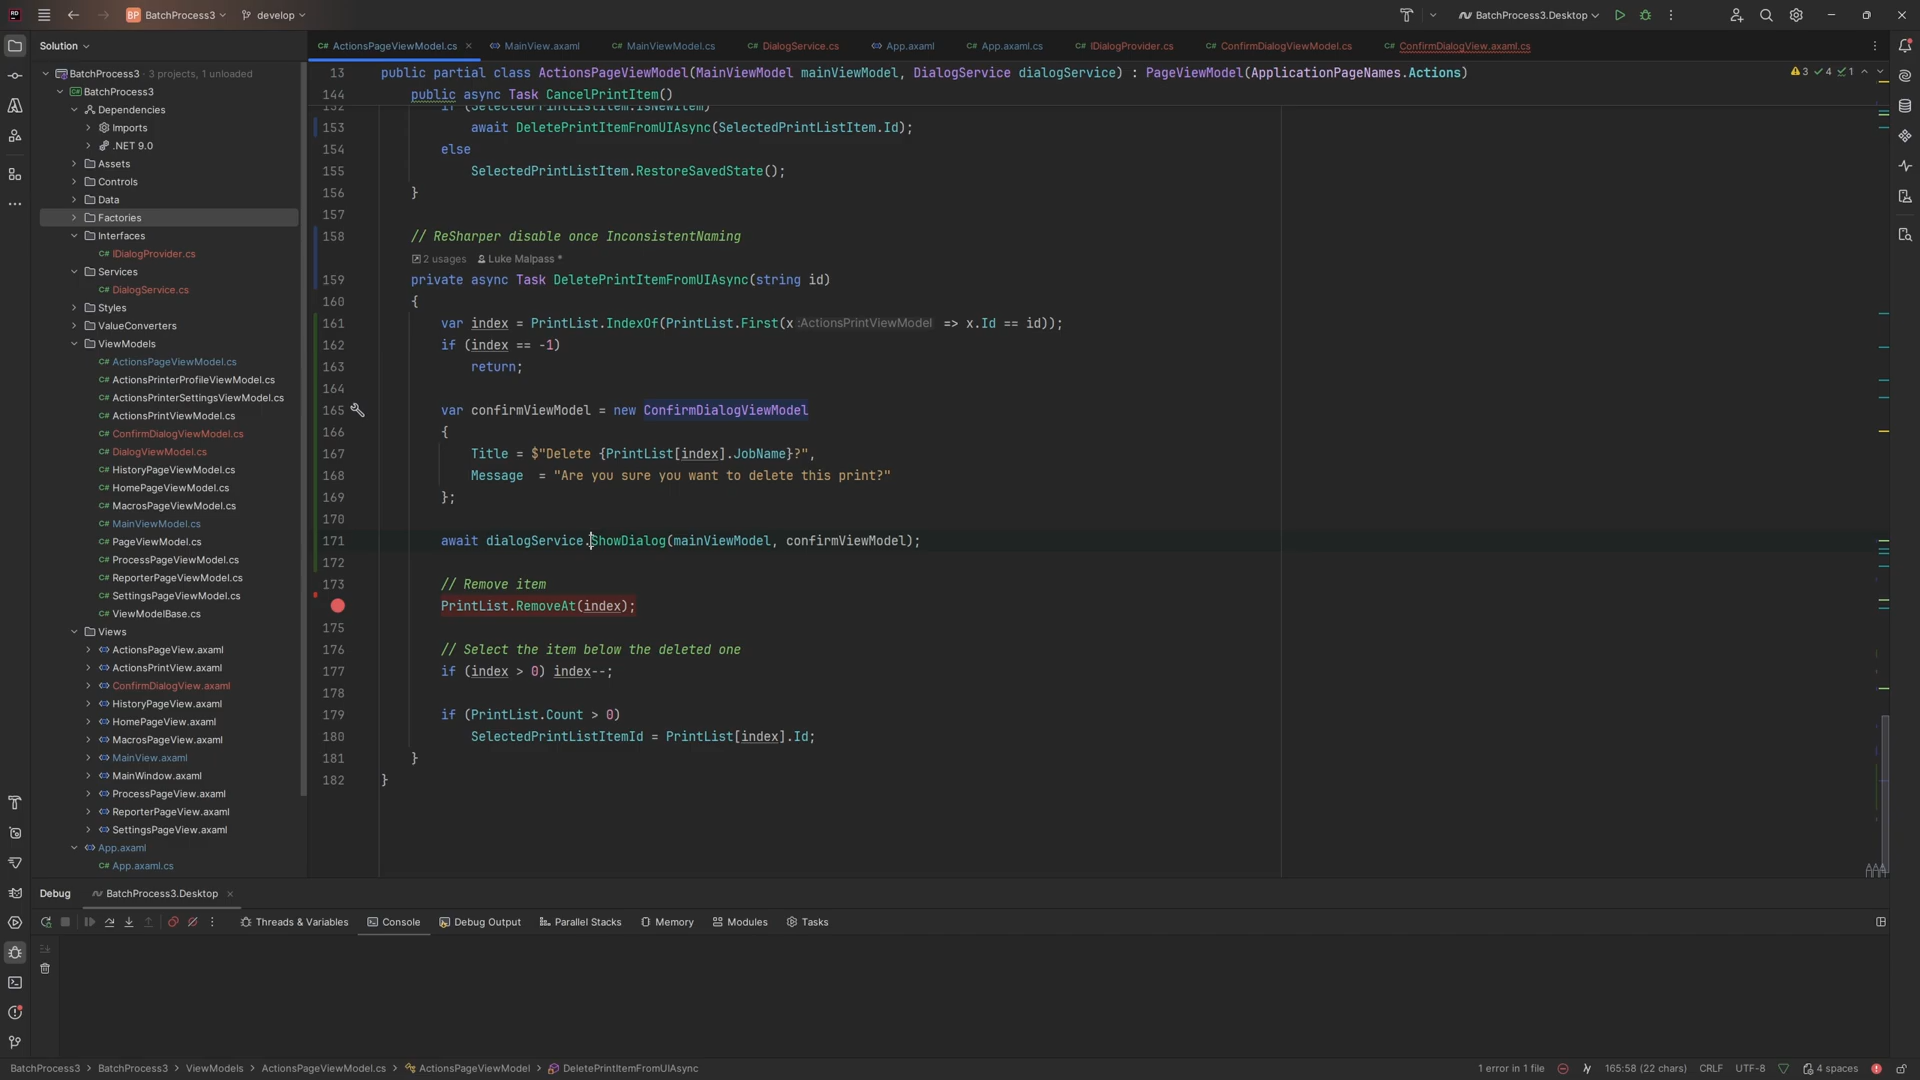 BP BatchProcess3 develop BatchProcess3.Desktop
Solution
ActionsPageViewModel.cs MainView.axaml MainViewModel.cs DialogService.cs App.axaml App.axaml.cs IDialogProvider.cs ConfirmDialogViewModel.cs ConfirmDialogView.axaml.cs
BatchProcess3 · 3 projects, 1 unloaded
BatchProcess3
Dependencies
Imports
.NET 9.0
Assets
Controls
Data
Factories
Interfaces
C# IDialogProvider.cs
Services
C# DialogService.cs
Styles
ValueConverters
ViewModels
C# ActionsPageViewModel.cs
C# ActionsPrinterProfileViewModel.cs
C# ActionsPrinterSettingsViewModel.cs
C# ActionsPrintViewModel.cs
C# ConfirmDialogViewModel.cs
C# DialogViewModel.cs
C# HistoryPageViewModel.cs
C# HomePageViewModel.cs
C# MacrosPageViewModel.cs
C# MainViewModel.cs
C# PageViewModel.cs
C# ProcessPageViewModel.cs
C# ReporterPageViewModel.cs
C# SettingsPageViewModel.cs
C# ViewModelBase.cs
Views
ActionsPageView.axaml
ActionsPrintView.axaml
ConfirmDialogView.axaml
HistoryPageView.axaml
HomePageView.axaml
MacrosPageView.axaml
MainView.axaml
MainWindow.axaml
ProcessPageView.axaml
ReporterPageView.axaml
SettingsPageView.axaml
App.axaml
C# App.axaml.cs
13 public partial class ActionsPageViewModel(MainViewModel mainViewModel, DialogService dialogService) : PageViewModel(ApplicationPageNames.Actions)
3 4 1
144 public async Task CancelPrintItem()
152 if (SelectedPrintListItem.IsNewItem)
153 await DeletePrintItemFromUIAsync(SelectedPrintListItem.Id);
154 else
155 SelectedPrintListItem.RestoreSavedState();
156 }
157
158 // ReSharper disable once InconsistentNaming
2 usages Luke Malpass *
159 private async Task DeletePrintItemFromUIAsync(string id)
160 {
161 var index = PrintList.IndexOf(PrintList.First(x :ActionsPrintViewModel => x.Id == id));
162 if (index == -1)
163 return;
164
165 var confirmViewModel = new ConfirmDialogViewModel
166 {
167 Title = $"Delete {PrintList[index].JobName}?",
168 Message = "Are you sure you want to delete this print?"
169 };
170
171 await dialogService.ShowDialog(mainViewModel, confirmViewModel);
172
173 // Remove item
PrintList.RemoveAt(index);
175
176 // Select the item below the deleted one
177 if (index > 0) index--;
178
179 if (PrintList.Count > 0)
180 SelectedPrintListItemId = PrintList[index].Id;
181 }
182 }
Debug BatchProcess3.Desktop
Threads & Variables Console Debug Output Parallel Stacks Memory Modules Tasks
BatchProcess3 > BatchProcess3 > ViewModels > ActionsPageViewModel.cs > ActionsPageViewModel > DeletePrintItemFromUIAsync 1 error in 1 file 165:58 (22 chars) CRLF UTF-8 4 spaces